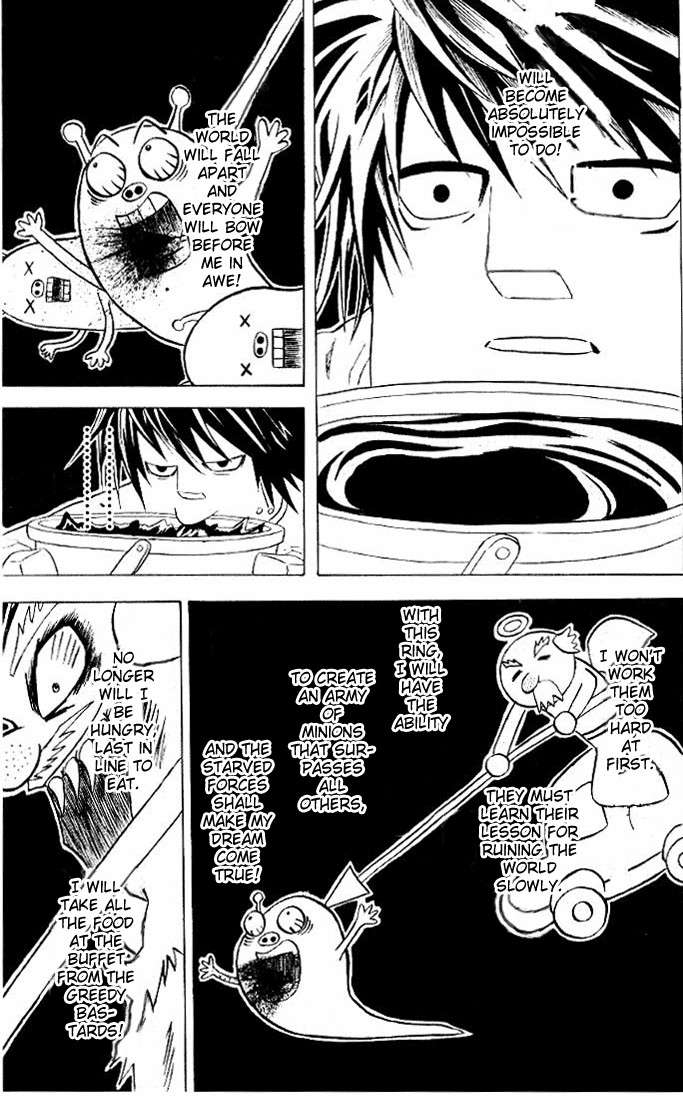 WILL
BECOME
ABSOLUTELY
IMPOSSIBLE
TO DO!
THE
WORLD
WILL FALL
APART
AND
EVERYONE
WILL BOW
BEFORE
ME IN
AWE!
I WON'T
WORK
THEM
TOO
HARD
AT
FIRST.
THEY MUST
LEARN THEIR
LESSON FOR
RUINING THE
WORLD
SLOWLY.
WITH
THIS
RING,
I WILL
HAVE
THE
ABILITY
TO CREATE
AN ARMY
OF
MINIONS
THAT SUR-
PASSES
ALL
OTHERS,
AND THE
STARVED
FORCES
SHALL
MAKE MY
DREAM
COME
TRUE!
NO
LONGER
WILL I
BE
HUNGRY,
LAST IN
LINE TO
EAT.
I WILL
TAKE ALL
THE FOOD
AT THE
BUFFET
FROM THE
GREEDY
BAS-
TARDS!